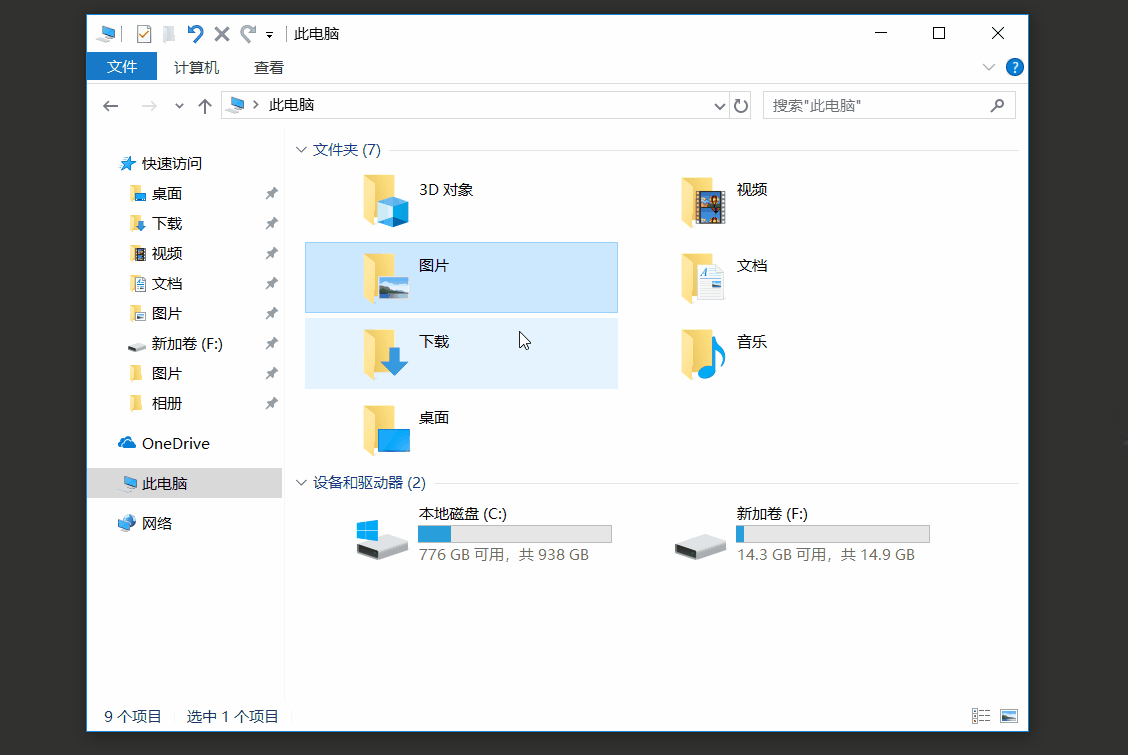 此电脑
文件 计算机 查看
此电脑 搜索"此电脑"
快速访问
桌面
下载
视频
文档
图片
新加卷 (F:)
图片
相册
OneDrive
此电脑
网络
文件夹 (7)
3D 对象 视频
图片 文档
下载 音乐
桌面
设备和驱动器 (2)
本地磁盘 (C:) 新加卷 (F:)
776 GB 可用，共 938 GB 14.3 GB 可用，共 14.9 GB
9 个项目 选中 1 个项目